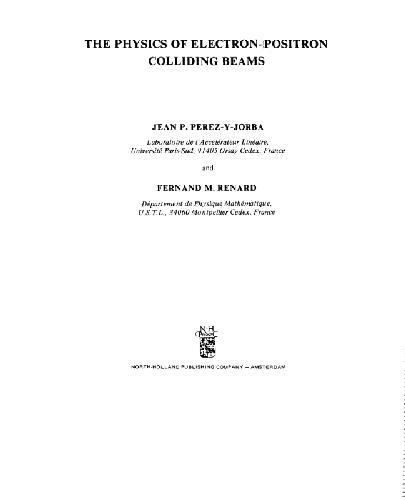 THE PHYSICS OF ELECTRON-POSITRON
COLLIDING BEAMS
JEAN P. PEREZ-Y-JORBA
Laboratoire de l'Accélérateur Linéaire,
Université Paris-Sud, 91405 Orsay Cedex, France
and
FERNAND M. RENARD
Département de Physique Mathématique,
U.S.T.L., 34060 Montpellier Cedex, France
NORTH-HOLLAND PUBLISHING COMPANY — AMSTERDAM